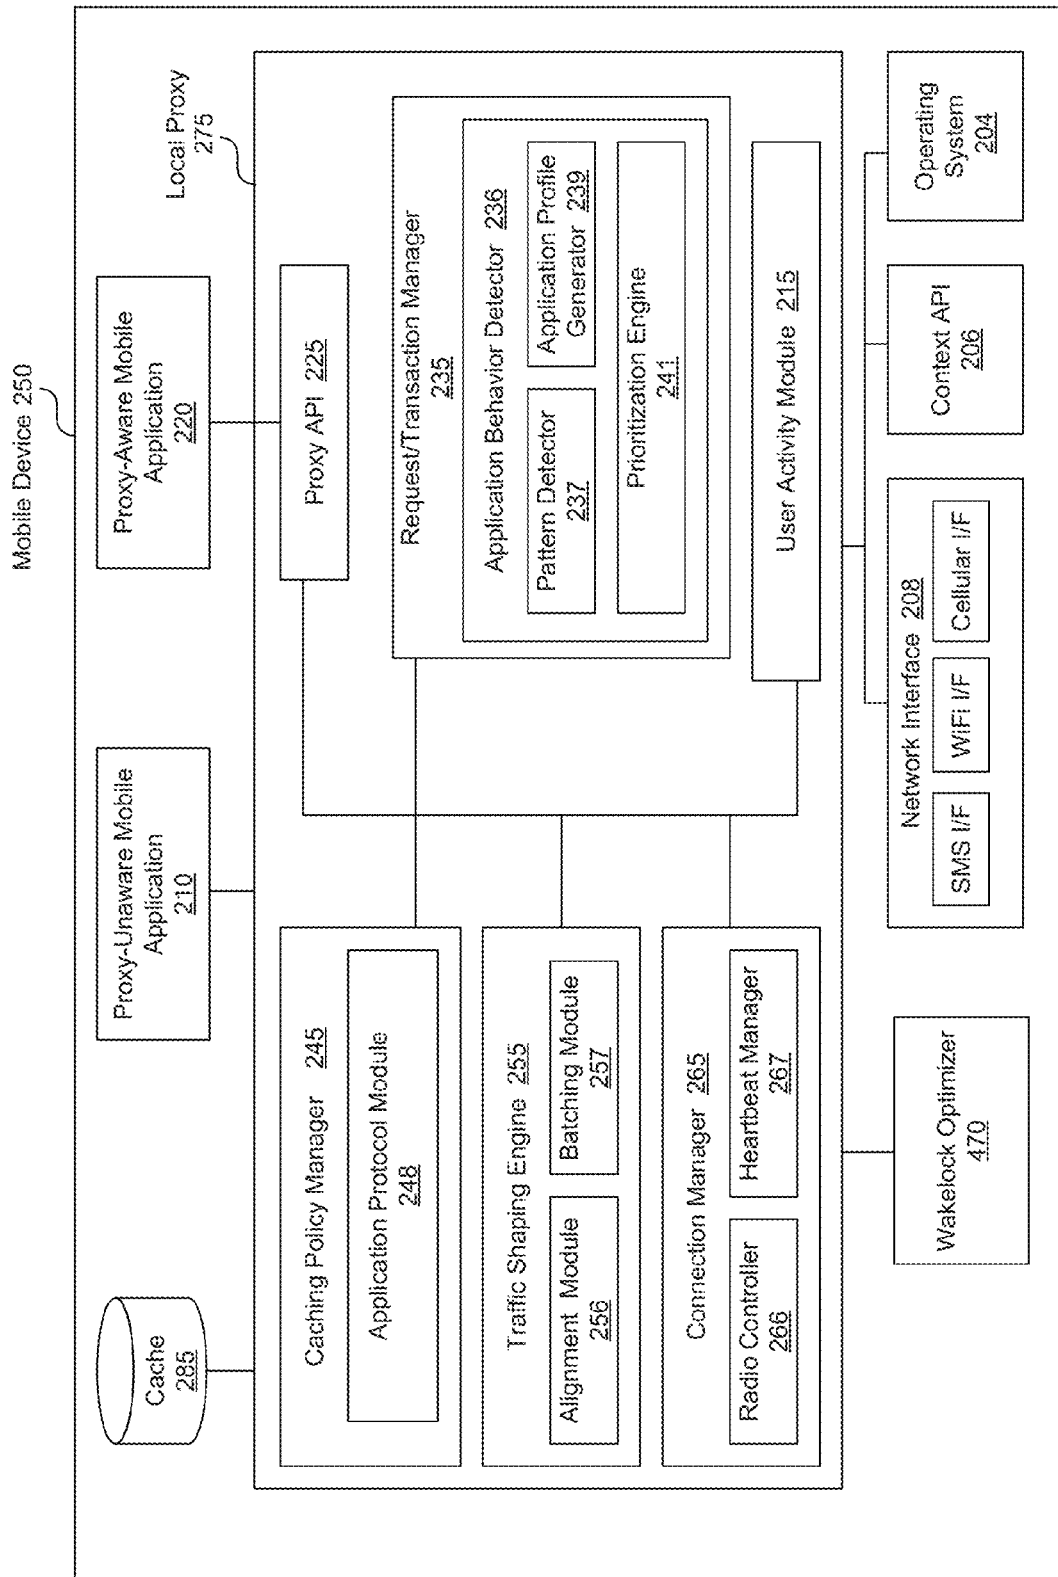 Mobile Device 250
Cache
285
Proxy-Unaware Mobile
Application
210
Proxy-Aware Mobile
Application
220
Local Proxy
275
Caching Policy Manager 245
Application Protocol Module
248
Traffic Shaping Engine 255
Alignment Module
256
Batching Module
257
Connection Manager 265
Radio Controller
266
Heartbeat Manager
267
Proxy API 225
Request/Transaction Manager
235
Application Behavior Detector 236
Pattern Detector
237
Application Profile
Generator 239
Prioritization Engine
241
User Activity Module 215
Wakelock Optimizer
470
Network Interface 208
SMS I/F
WiFi I/F
Cellular I/F
Context API
206
Operating
System
204